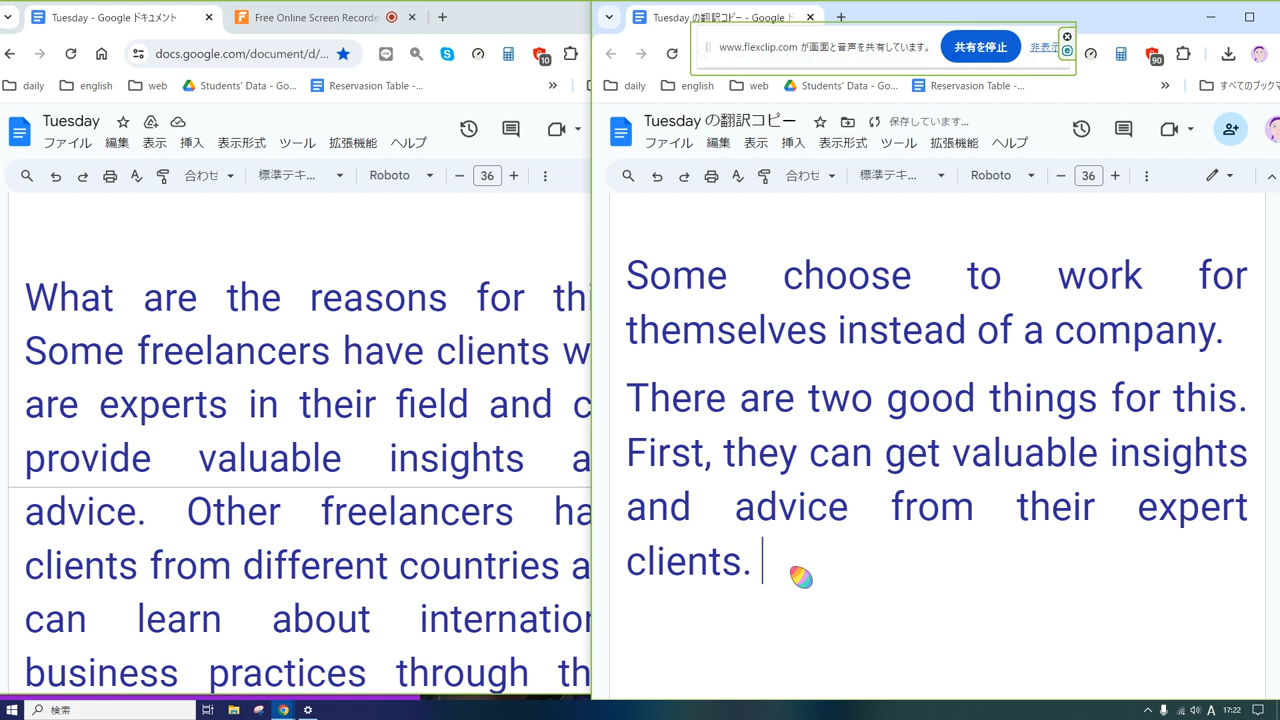 Tuesday - Google ドキュメント
Free Online Screen Recorde
docs.google.com/document/d/...
10
daily
english
web
Students' Data - Go...
Reservasion Table -...
»
Tuesday
ファイル 編集 表示 挿入 表示形式 ツール 拡張機能 ヘルプ
合わせ
標準テキ...
Roboto
36
What are the reasons for thi
Some freelancers have clients w
are experts in their field and c
provide valuable insights a
advice. Other freelancers ha
clients from different countries a
can learn about internation
business practices through th
Tuesday の翻訳コピー - Google ド
www.flexclip.com が画面と音声を共有しています。
共有を停止
非表示
90
daily
english
web
Students' Data - Go...
Reservasion Table -...
»
すべてのブックマ
Tuesday の翻訳コピー
保存しています...
ファイル 編集 表示 挿入 表示形式 ツール 拡張機能 ヘルプ
合わせ
標準テキ...
Roboto
36
Some choose to work for
themselves instead of a company.
There are two good things for this.
First, they can get valuable insights
and advice from their expert
clients.
検索
A
17:22